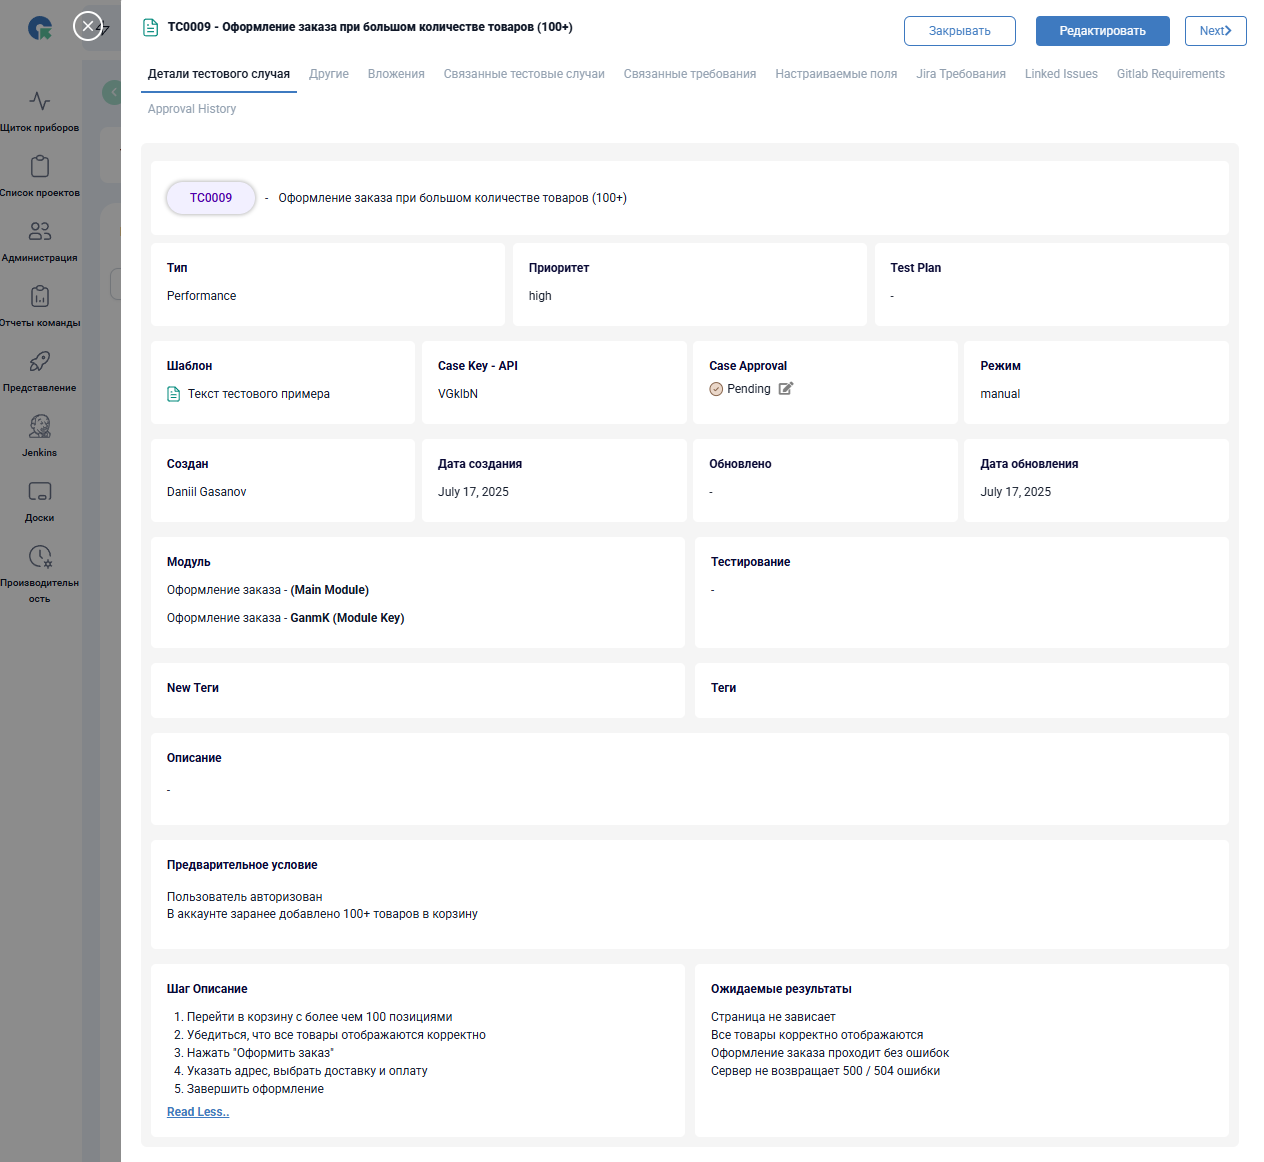 TC0009 - Оформление заказа при большом количестве товаров (100+)
Закрывать
Редактировать
Next
Детали тестового случая
Другие
Вложения
Связанные тестовые случаи
Связанные требования
Настраиваемые поля
Jira Требования
Linked Issues
Gitlab Requirements
Approval History
Щиток приборов
Список проектов
Администрация
Отчеты команды
Представление
Jenkins
Доски
Производительн
ость
TC0009 - Оформление заказа при большом количестве товаров (100+)
Тип
Performance
Приоритет
high
Test Plan
-
Шаблон
Текст тестового примера
Case Key - API
VGkIbN
Case Approval
Pending
Режим
manual
Создан
Daniil Gasanov
Дата создания
July 17, 2025
Обновлено
-
Дата обновления
July 17, 2025
Модуль
Оформление заказа - (Main Module)
Оформление заказа - GanmK (Module Key)
Тестирование
-
New Теги
Теги
Описание
-
Предварительное условие
Пользователь авторизован
В аккаунте заранее добавлено 100+ товаров в корзину
Шаг Описание
1. Перейти в корзину с более чем 100 позициями
2. Убедиться, что все товары отображаются корректно
3. Нажать "Оформить заказ"
4. Указать адрес, выбрать доставку и оплату
5. Завершить оформление
Read Less..
Ожидаемые результаты
Страница не зависает
Все товары корректно отображаются
Оформление заказа проходит без ошибок
Сервер не возвращает 500 / 504 ошибки